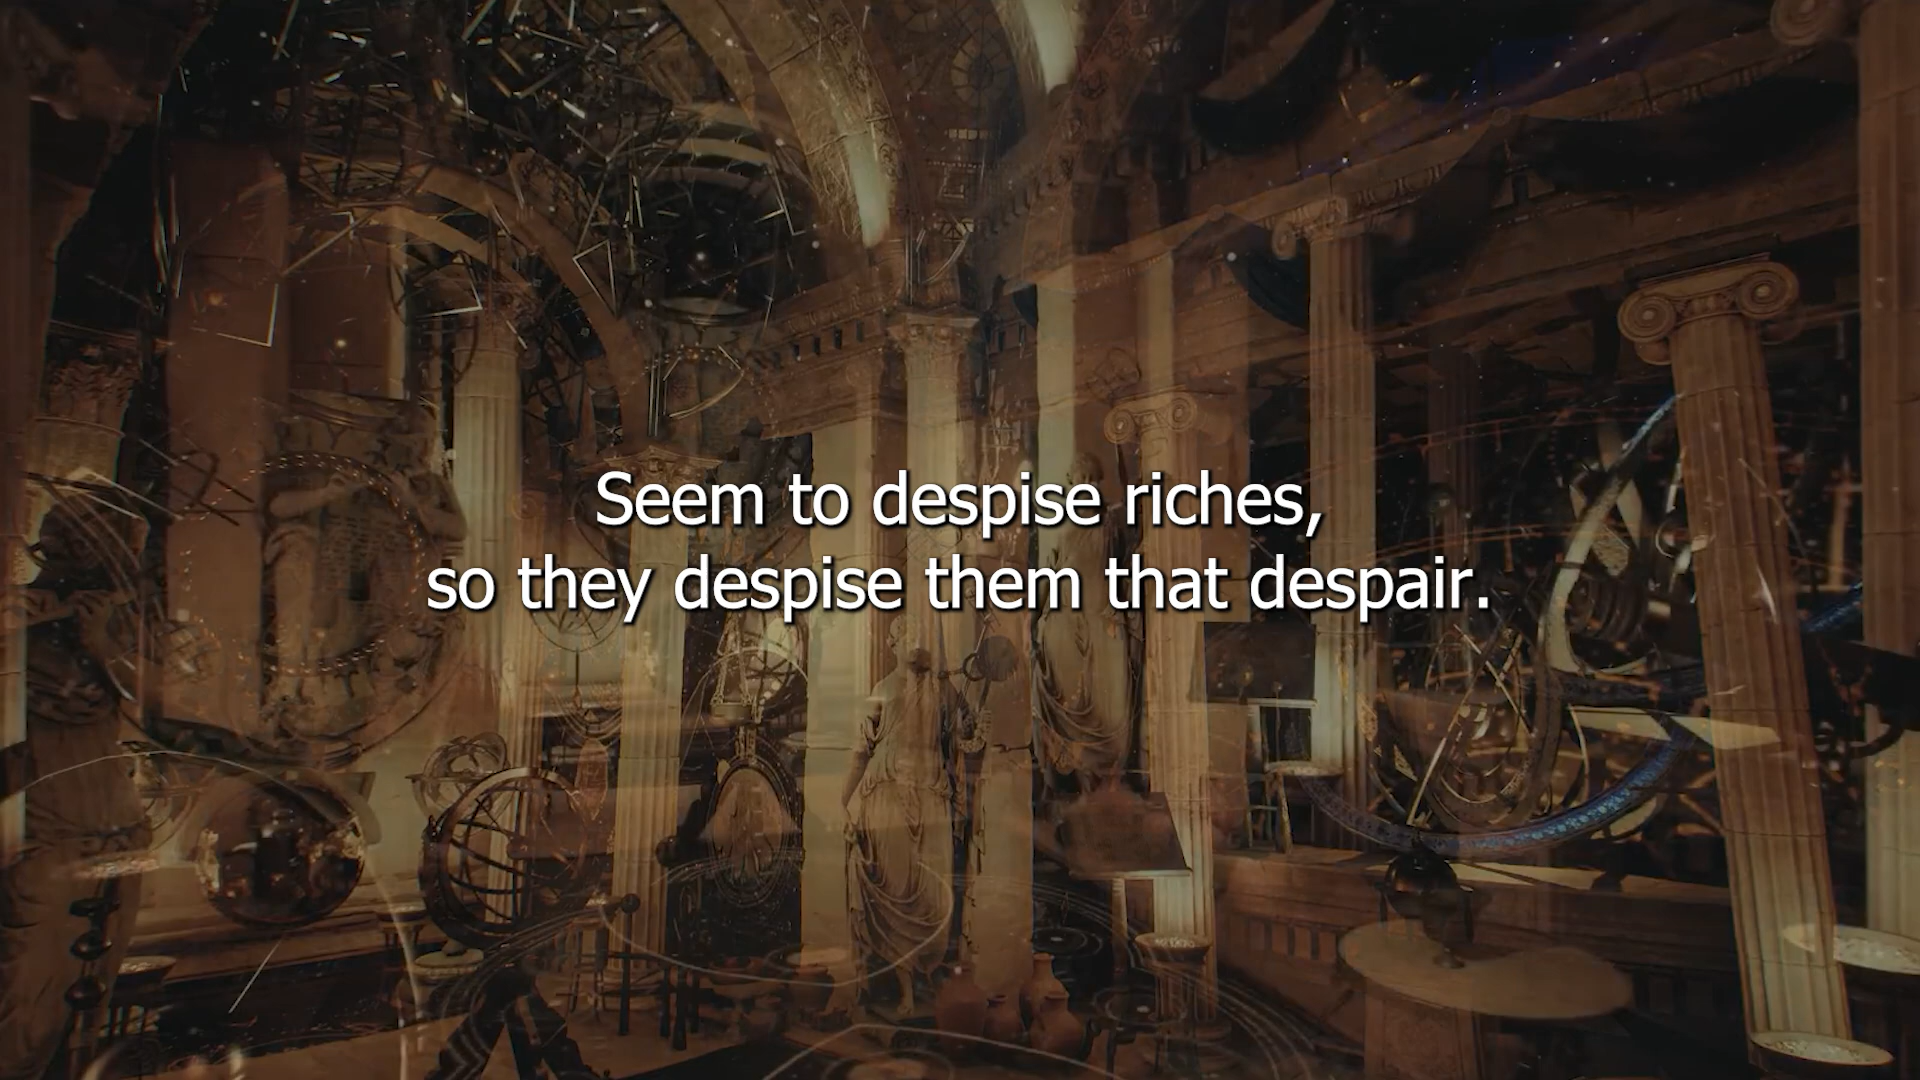 Seem to despise riches,
so they despise them that despair.